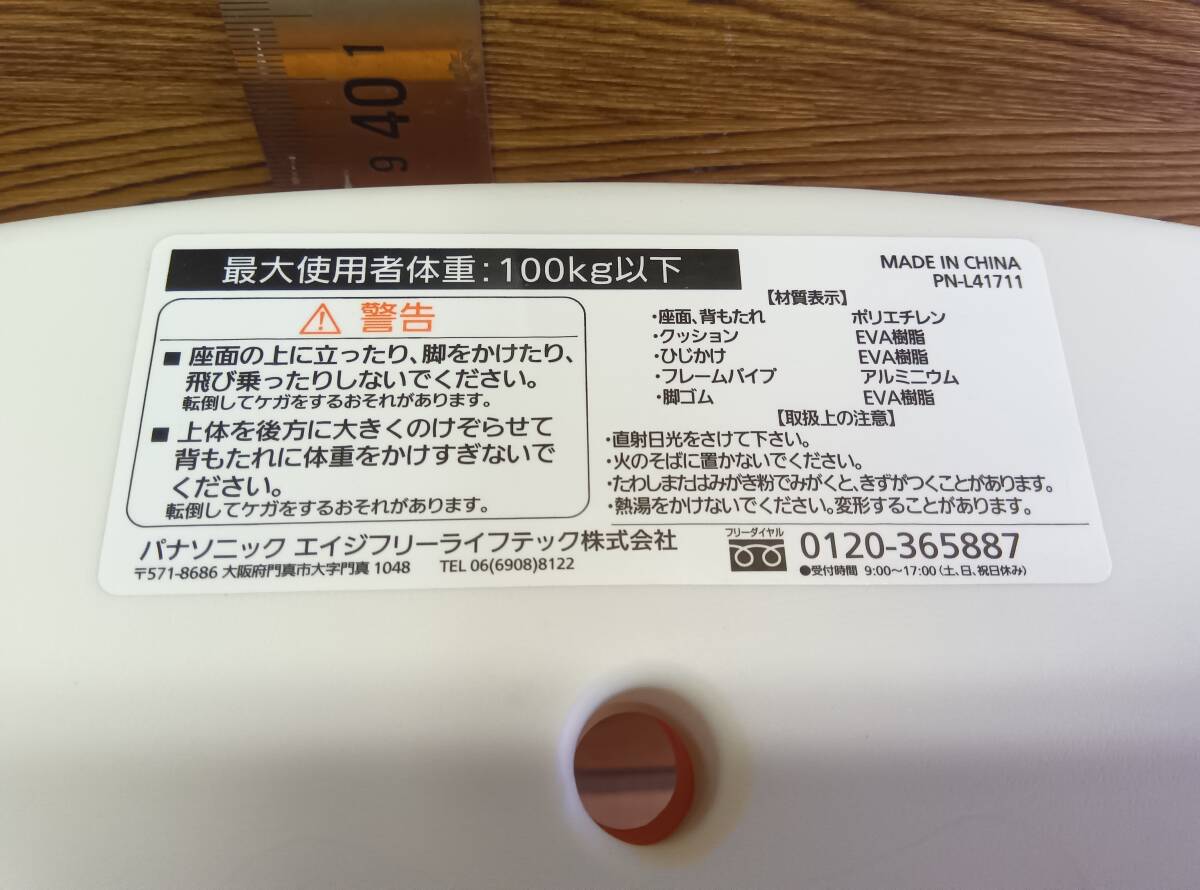 1
40
9
最大使用者体重:100kg以下
警告
■ 座面の上に立ったり、脚をかけたり、
飛び乗ったりしないでください。
転倒してケガをするおそれがあります。
■ 上体を後方に大きくのけぞらせて
背もたれに体重をかけすぎないで
ください。
転倒してケガをするおそれがあります。
MADE IN CHINA
PN-L41711
【材質表示】
・座面、背もたれ ポリエチレン
・クッション EVA樹脂
・ひじかけ EVA樹脂
・フレームパイプ アルミニウム
・脚ゴム EVA樹脂
【取扱上の注意】
・直射日光をさけて下さい。
・火のそばに置かないでください。
・たわしまたはみがき粉でみがくと、きずがつくことがあります。
・熱湯をかけないでください。変形することがあります。
パナソニック エイジフリーライフテック株式会社
〒571-8686 大阪府門真市大字門真 1048 TEL 06(6908)8122
フリーダイヤル
0120-365887
●受付時間 9:00~17:00(土、日、祝日休み)